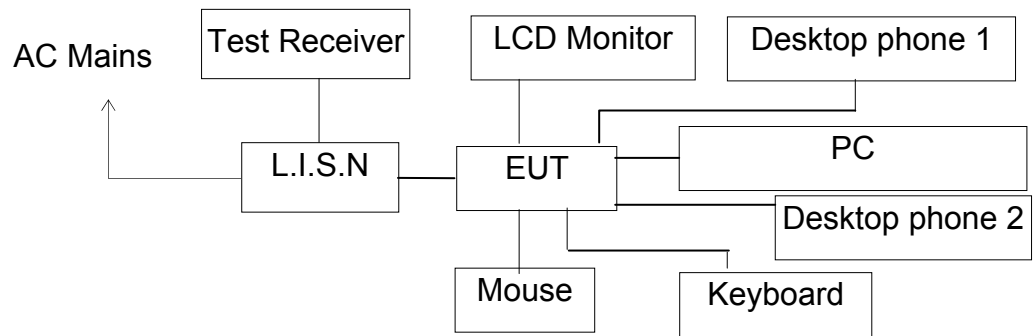 AC Mains
Test Receiver
LCD Monitor
Desktop phone 1
L.I.S.N
EUT
PC
Desktop phone 2
Mouse
Keyboard